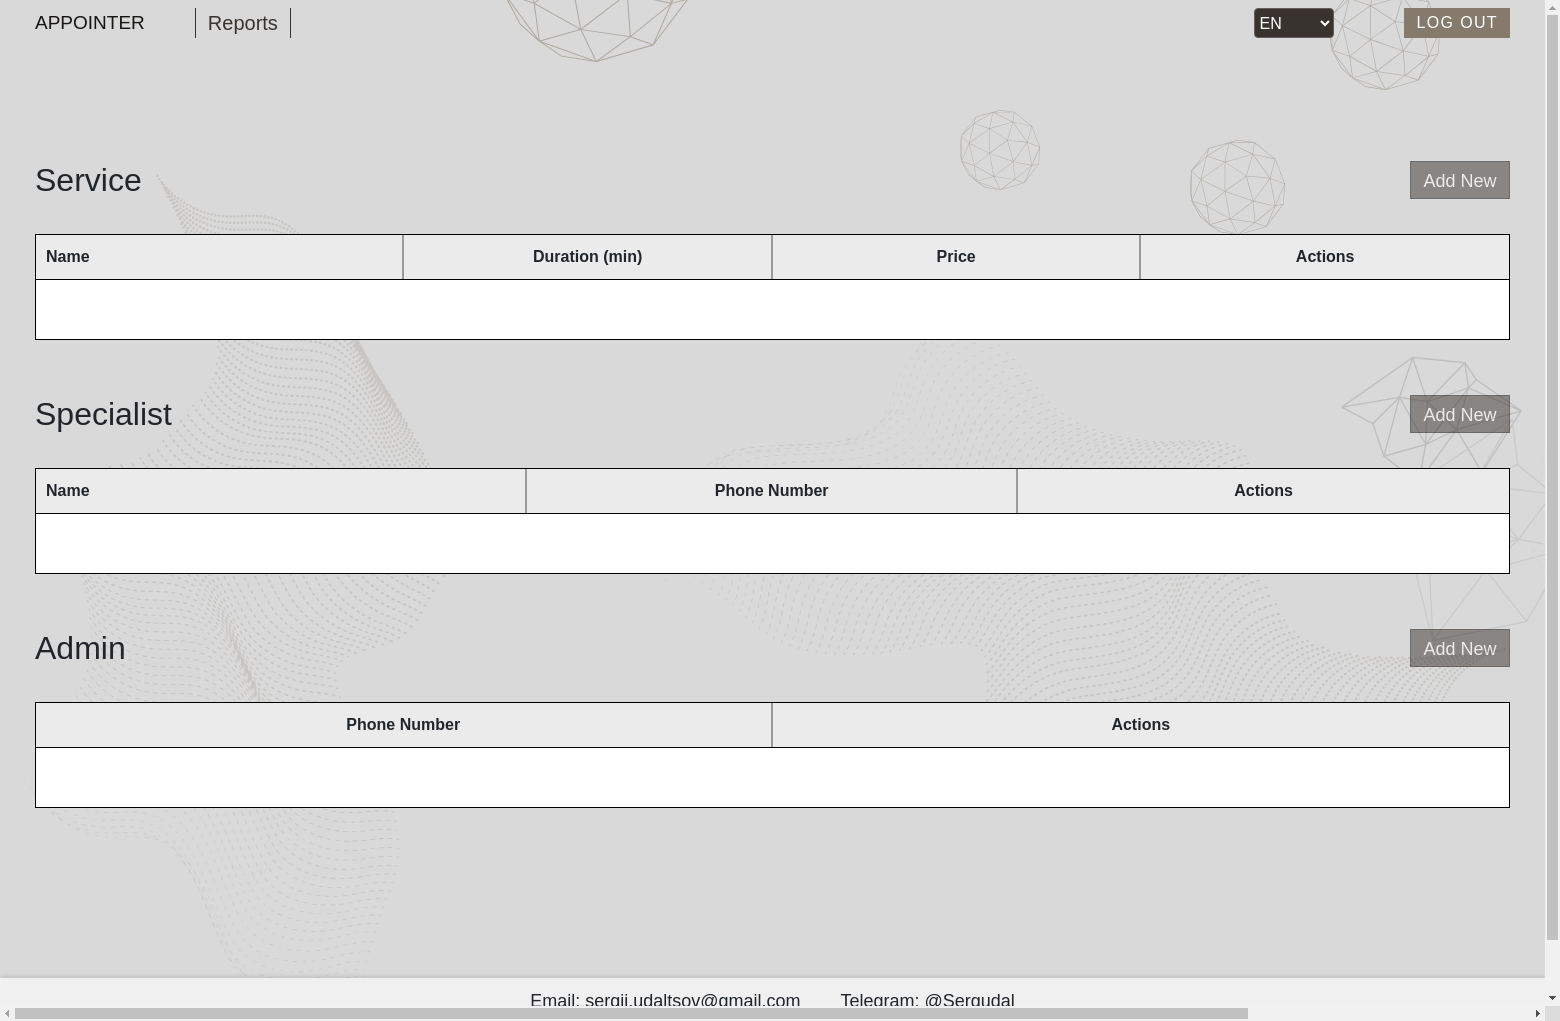 APPOINTER
Reports
EN
LOG OUT
Service
Add New
Name
Duration (min)
Price
Actions
Specialist
Add New
Name
Phone Number
Actions
Admin
Add New
Phone Number
Actions
Email: sergii.udaltsov@gmail.com
Telegram: @Sergudal